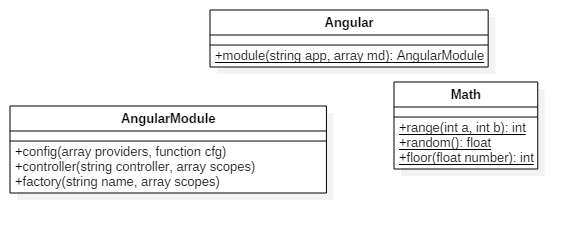 Angular
+module(string app, array md): AngularModule
Math
+range(int a, int b): int
+random(): float
+floor(float number): int
AngularModule
+config(array providers, function cfg)
+controller(string controller, array scopes)
+factory(string name, array scopes)